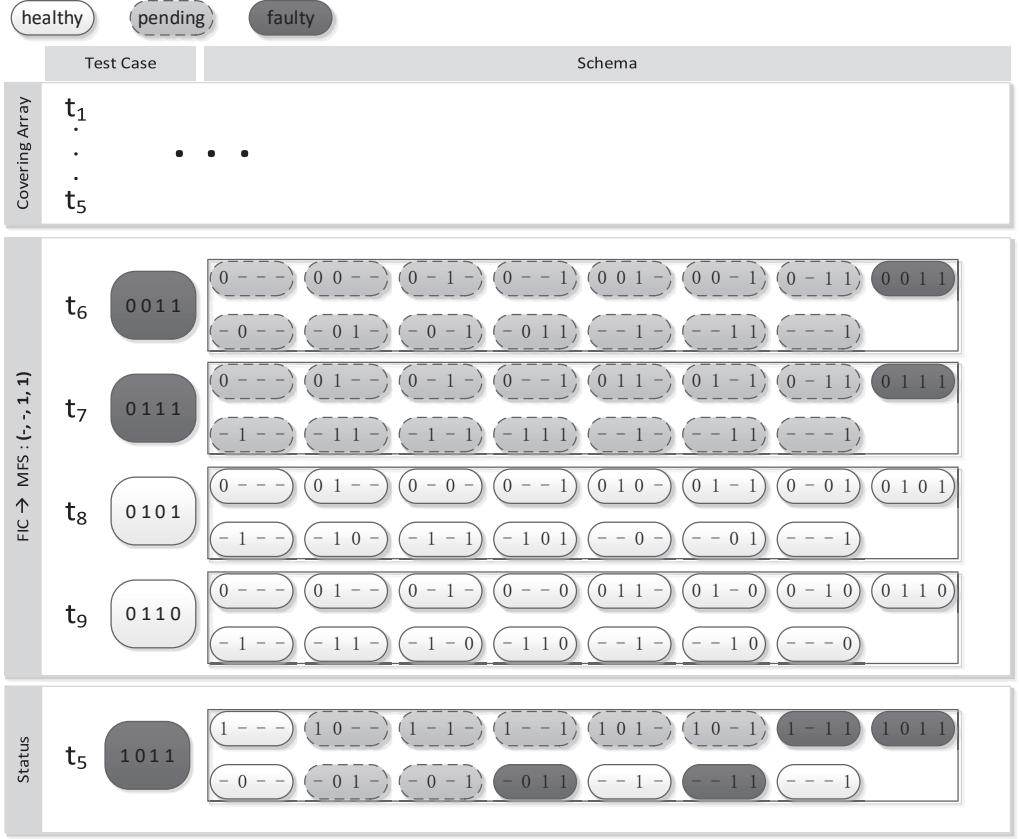 healthy pending faulty
Test Case Schema
Covering Array
t1
.
. . . .
.
t5
FIC → MFS : (-, -, 1, 1)
t6 0011
0 - - - 0 0 - - 0 - 1 - 0 - - 1 0 0 1 - 0 0 - 1 0 - 1 1 0 0 1 1
- 0 - - - 0 1 - - 0 - 1 - 0 1 1 - - 1 - - - 1 1 - - - 1
t7 0111
0 - - - 0 1 - - 0 - 1 - 0 - - 1 0 1 1 - 0 1 - 1 0 - 1 1 0 1 1 1
- 1 - - - 1 1 - - 1 - 1 - 1 1 1 - - 1 - - - 1 1 - - - 1
t8 0101
0 - - - 0 1 - - 0 - 0 - 0 - - 1 0 1 0 - 0 1 - 1 0 - 0 1 0 1 0 1
- 1 - - - 1 0 - - 1 - 1 - 1 0 1 - - 0 - - - 0 1 - - - 1
t9 0110
0 - - - 0 1 - - 0 - 1 - 0 - - 0 0 1 1 - 0 1 - 0 0 - 1 0 0 1 1 0
- 1 - - - 1 1 - - 1 - 0 - 1 1 0 - - 1 - - - 1 0 - - - 0
Status
t5 1011
1 - - - 1 0 - - 1 - 1 - 1 - - 1 1 0 1 - 1 0 - 1 1 - 1 1 1 0 1 1
- 0 - - - 0 1 - - 0 - 1 - 0 1 1 - - 1 - - - 1 1 - - - 1